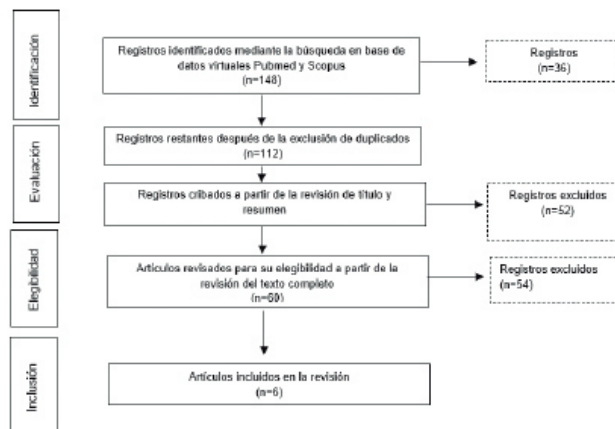 Identificación
Registros identificados mediante la búsqueda en base de
datos virtuales Pubmed y Scopus
(n=148)
Registros
(n=36)
Evaluación
Registros restantes después de la exclusión de duplicados
(n=112)
Registros cribados a partir de la revisión de título y
resumen
Registros excluidos
(n=52)
Elegibilidad
Artículos revisados para su elegibilidad a partir de la
revisión del texto completo
(n=60)
Registros excluidos
(n=54)
Inclusión
Artículos incluidos en la revisión
(n=6)